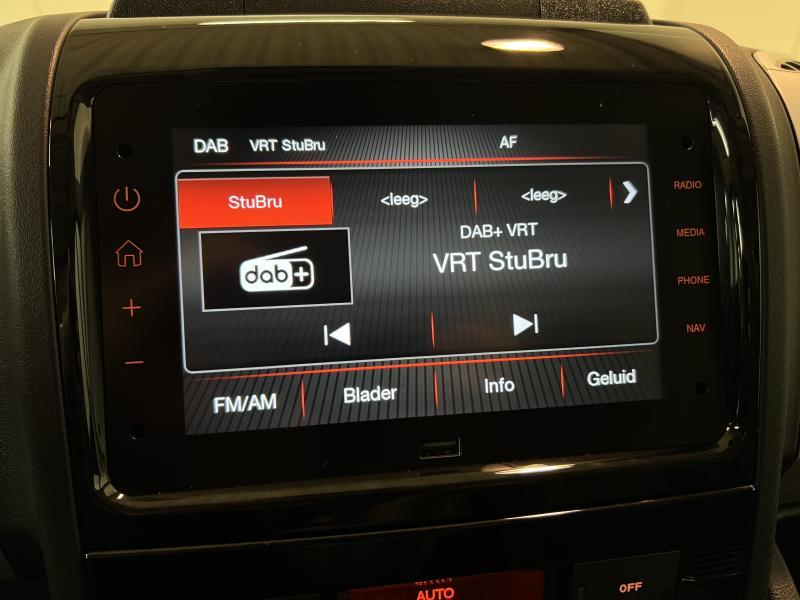 DAB VRT StuBru AF
StuBru <leeg> <leeg>
RADIO
DAB+ VRT
MEDIA
VRT StuBru
dab+
PHONE
NAV
FM/AM Blader Info Geluid
AUTO
OFF